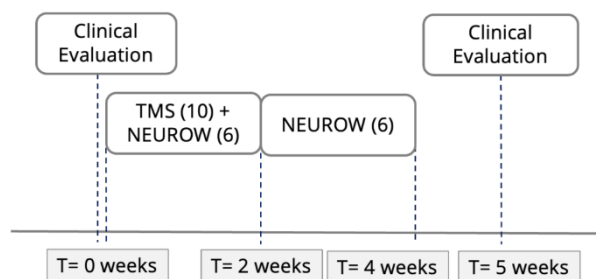 Clinical
Evaluation
Clinical
Evaluation
TMS (10) +
NEUROW (6)
NEUROW (6)
T= 0 weeks
T= 2 weeks
T= 4 weeks
T= 5 weeks